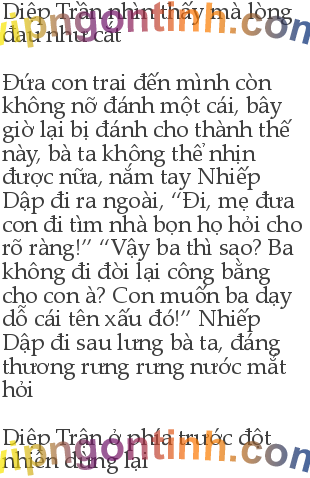 Diệp Trăn nhìn thấy mà lòng
đau như cắt
Đứa con trai đến mình còn
không nỡ đánh một cái, bây
giờ lại bị đánh cho thành thế
này, bà ta không thể nhịn
được nữa, nắm tay Nhiếp
Dập đi ra ngoài, “Đi, mẹ đưa
con đi tìm nhà bọn họ hỏi cho
rõ ràng!” “Vậy ba thì sao? Ba
không đi đòi lại công bằng
cho con à? Con muốn ba dạy
dỗ cái tên xấu đó!” Nhiếp
Dập đi sau lưng bà ta, đáng
thương rưng rưng nước mắt
hỏi
Diệp Trăn ở phía trước đột
nhiên dừng lại
vipngontinh.com
vipngontinh.com